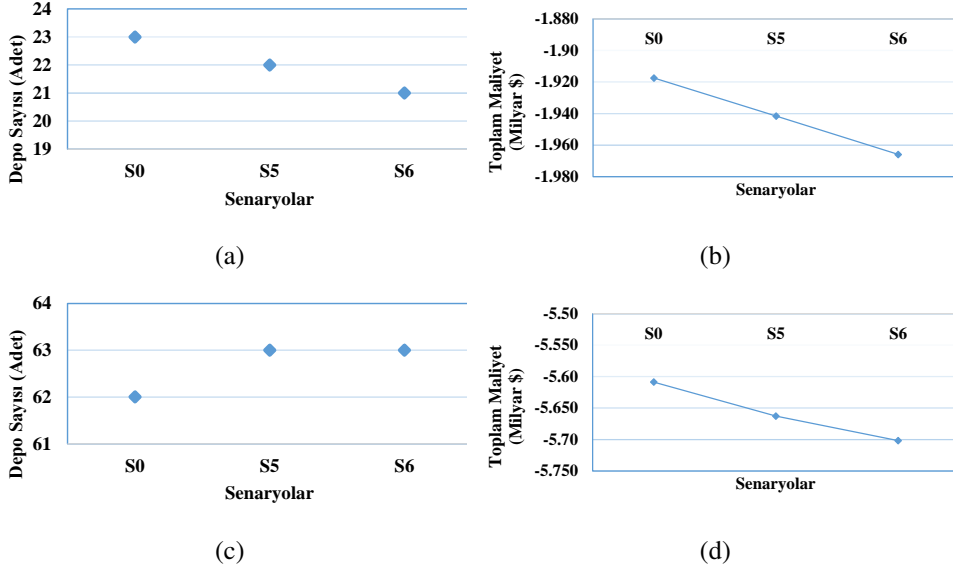 24
23
22
21
20
19
Depo Sayısı (Adet)
S0 S5 S6
Senaryolar
(a)
-1.880
-1.90
-1.920
-1.940
-1.960
-1.980
Toplam Maliyet
(Milyar $)
S0 S5 S6
Senaryolar
(b)
64
63
62
61
Depo Sayısı (Adet)
S0 S5 S6
Senaryolar
(c)
-5.50
-5.550
-5.60
-5.650
-5.70
-5.750
Toplam Maliyet
(Milyar $)
S0 S5 S6
Senaryolar
(d)